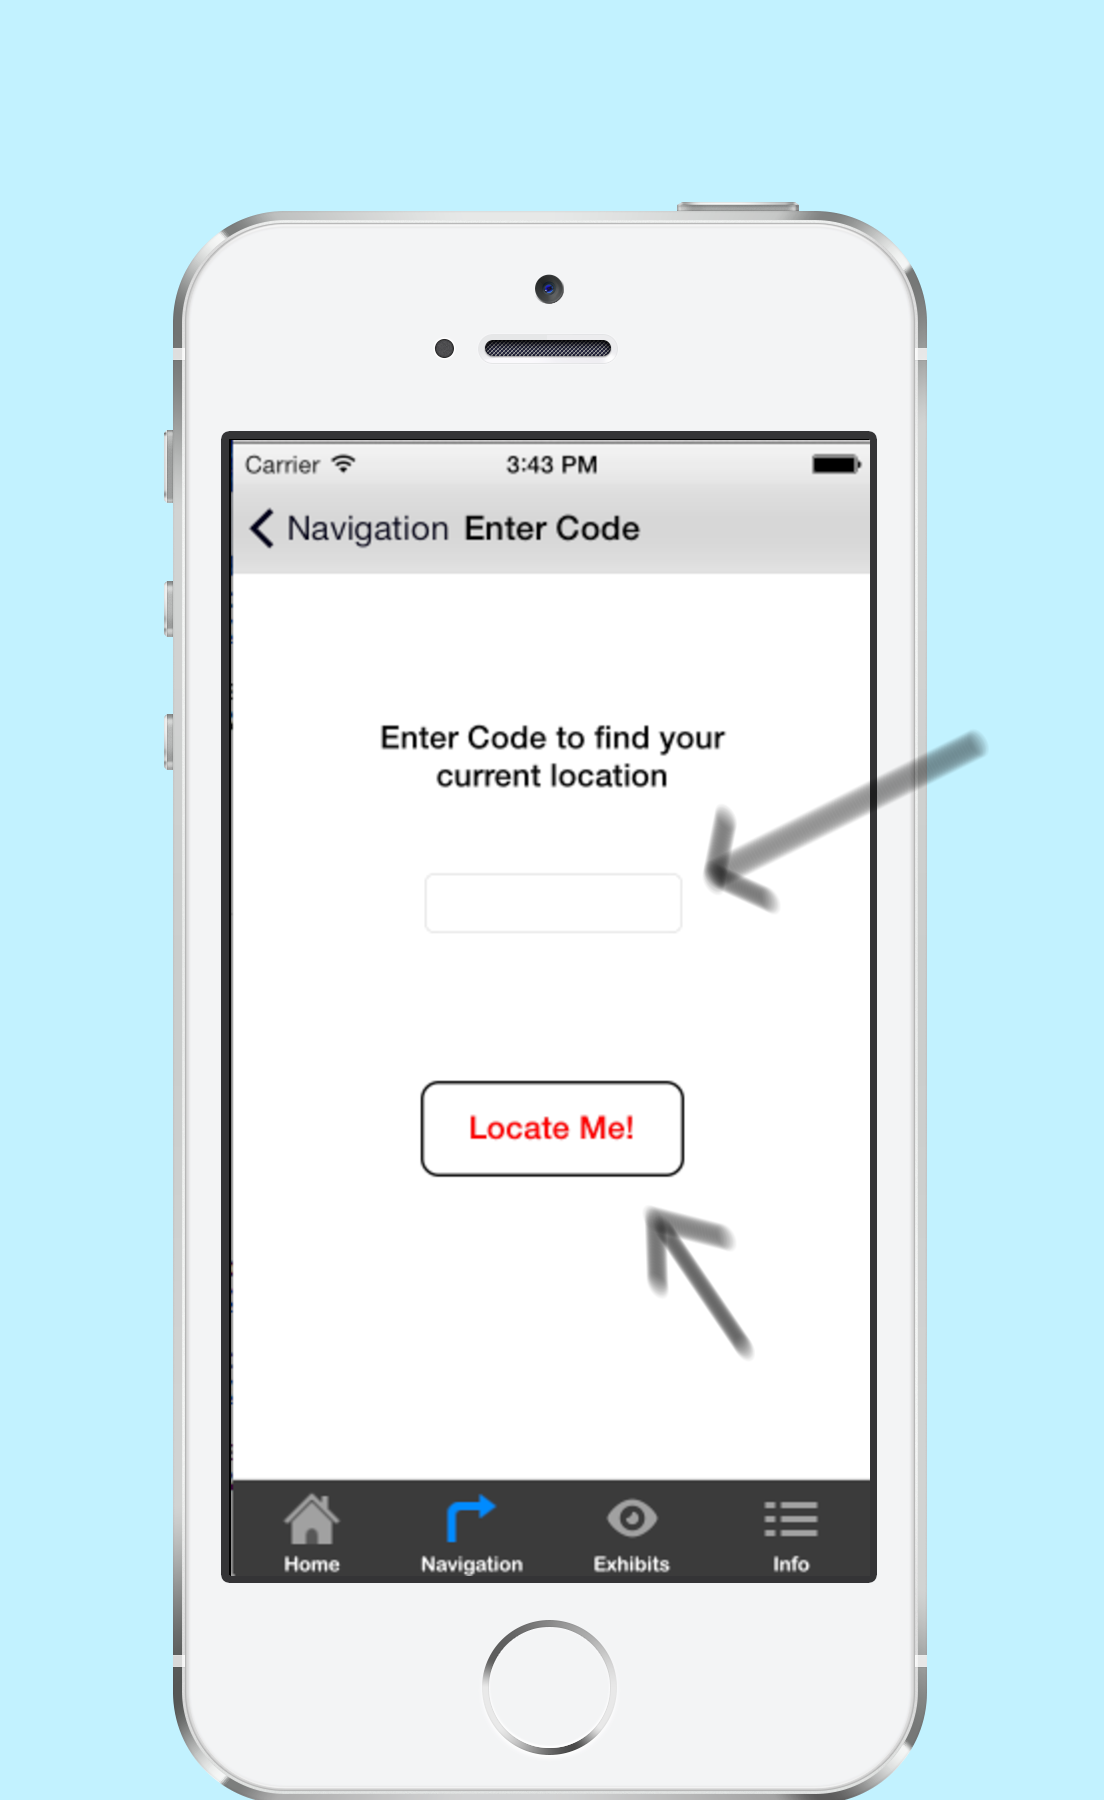 Carrier 3:43 PM
Navigation Enter Code
Enter Code to find your
current location
Locate Me!
Home Navigation Exhibits Info